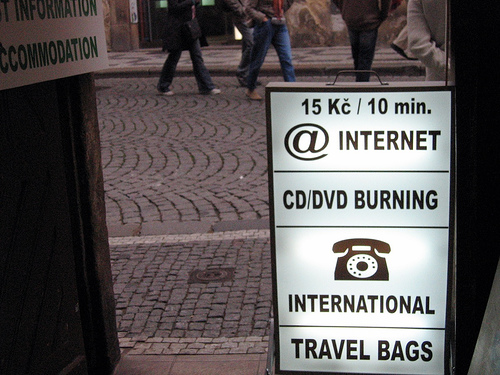 INFORMATION
CCOMMODATION
15 Kč / 10 min.
@ INTERNET
CD/DVD BURNING
INTERNATIONAL
TRAVEL BAGS